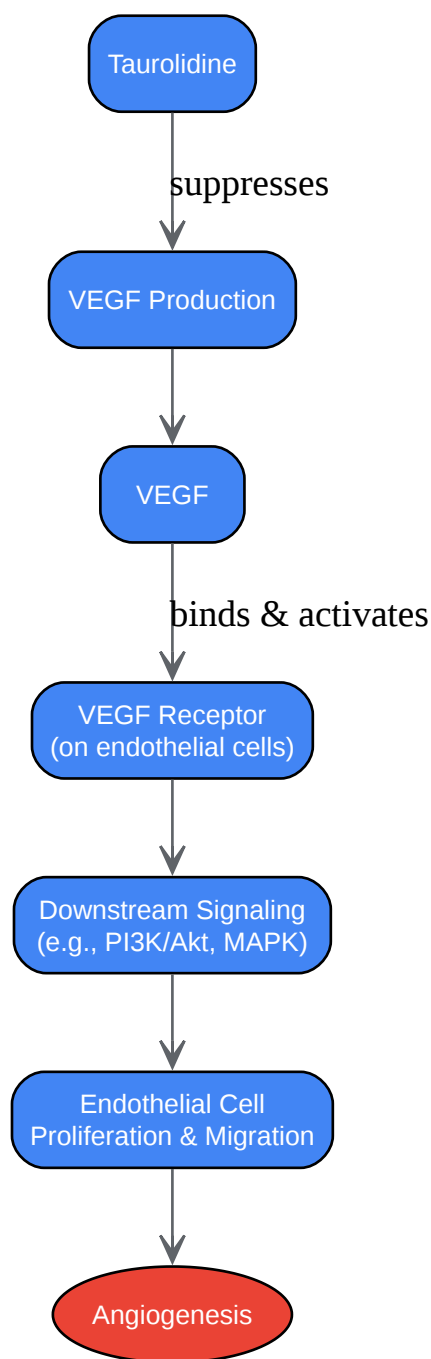 Taurolidine
suppresses
VEGF Production
VEGF
binds & activates
VEGF Receptor
(on endothelial cells)
Downstream Signaling
(e.g., PI3K/Akt, MAPK)
Endothelial Cell
Proliferation & Migration
Angiogenesis